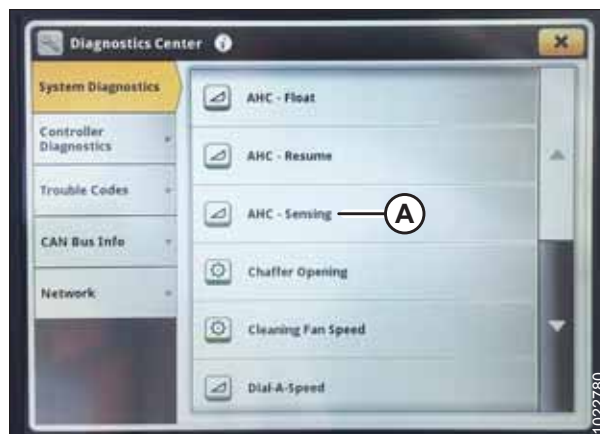 Diagnostics Center
System Diagnostics
Controller
Diagnostics
Trouble Codes
CAN Bus Info
Network
AHC - Float
AHC - Resume
AHC - Sensing
A
Chaffer Opening
Cleaning Fan Speed
Dial-A-Speed
1022780